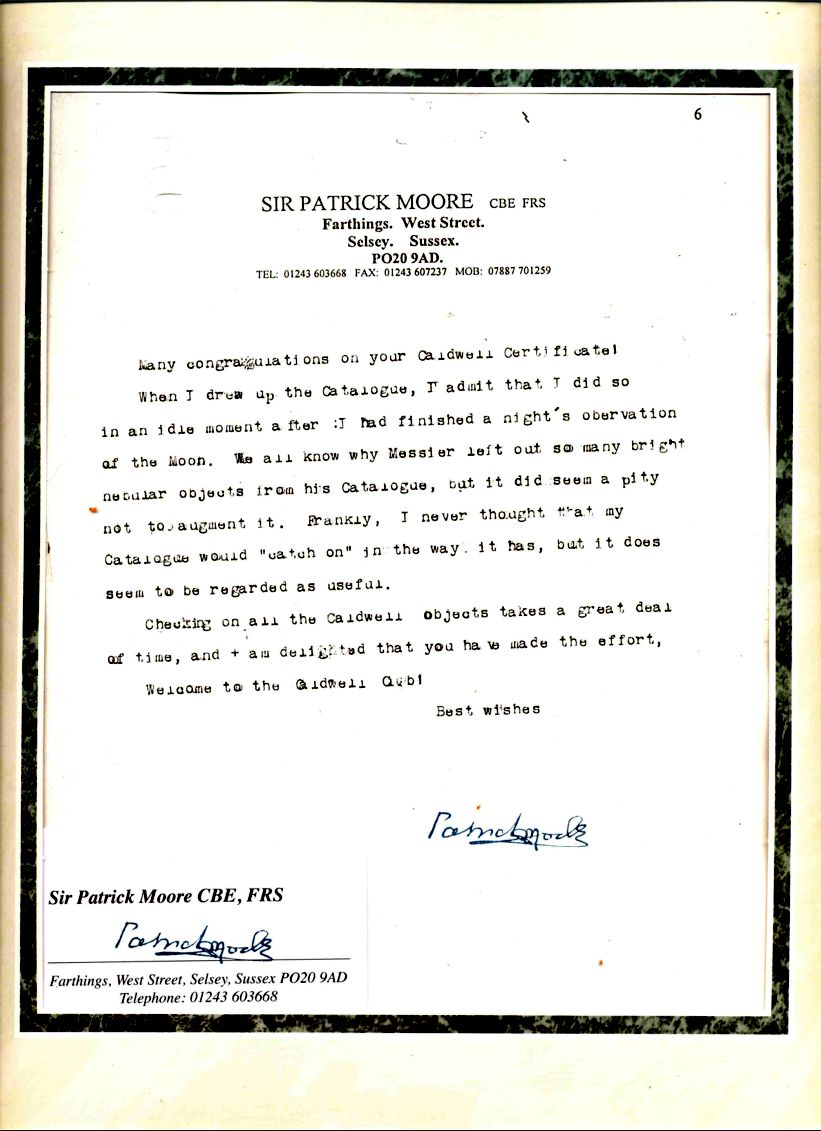 6
SIR PATRICK MOORE CBE FRS
Farthings. West Street.
Selsey. Sussex.
PO20 9AD.
TEL: 01243 603668 FAX: 01243 607237 MOB: 07887 701259
Many congratulations on your Caldwell Certificate!
When I drew up the Catalogue, I admit that I did so
in an idle moment after :I had finished a night's obervation
of the Moon. We all know why Messier left out so many bright
nebular objects from his Catalogue, but it did seem a pity
not to augment it. Frankly, I never thought that my
Catalogue would "catch on" in the way it has, but it does
seem to be regarded as useful.
Checking on all the Caldwell objects takes a great deal
of time, and I am delighted that you have made the effort,
Welcome to the Caldwell Club!
Best wishes
Patrick Moore
Sir Patrick Moore CBE, FRS
Patrick Moore
Farthings, West Street, Selsey, Sussex PO20 9AD
Telephone: 01243 603668